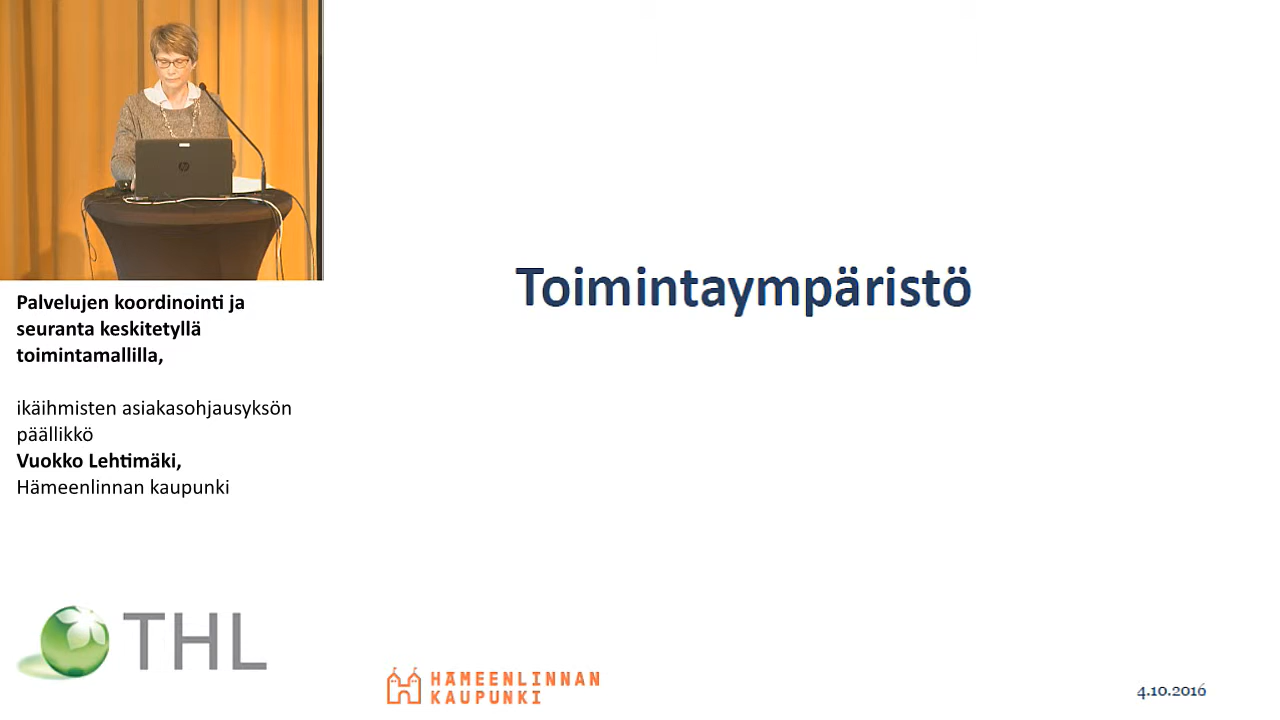 Palvelujen koordinointi ja
seuranta keskitetyllä
toimintamallilla,
ikäihmisten asiakasohjausyksön
päällikkö
Vuokko Lehtimäki,
Hämeenlinnan kaupunki
THL
Toimintaympäristö
HÄMEENLINNAN
KAUPUNKI
4.10.2016